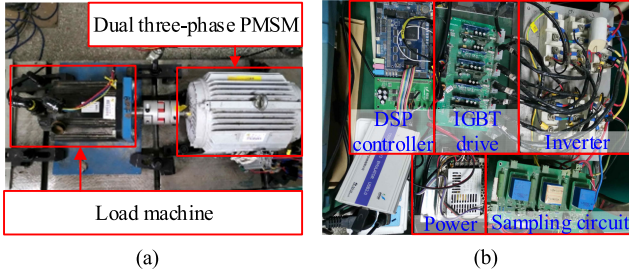 Dual three-phase PMSM
Load machine
(a)
DSP
controller
IGBT
drive
Inverter
Power
Sampling circuit
(b)